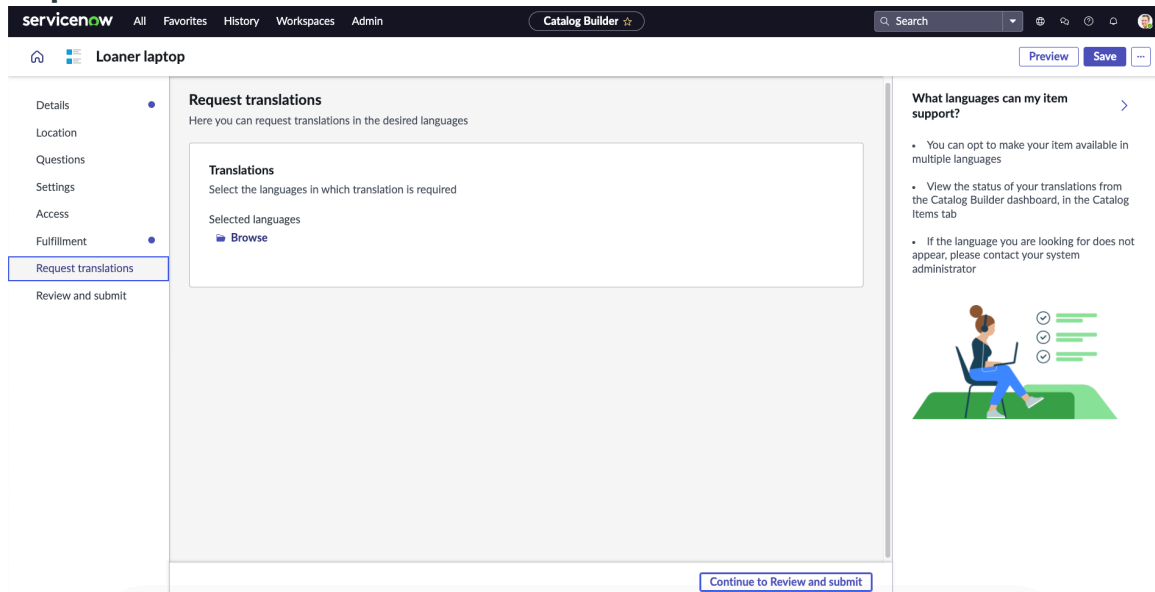 servicenow All Favorites History Workspaces Admin Catalog Builder Search
Loaner laptop Preview Save
Details
Location
Questions
Settings
Access
Fulfillment
Request translations
Review and submit
Request translations
Here you can request translations in the desired languages
Translations
Select the languages in which translation is required
Selected languages
Browse
Continue to Review and submit
What languages can my item
support?
• You can opt to make your item available in
multiple languages
• View the status of your translations from
the Catalog Builder dashboard, in the Catalog
Items tab
• If the language you are looking for does not
appear, please contact your system
administrator